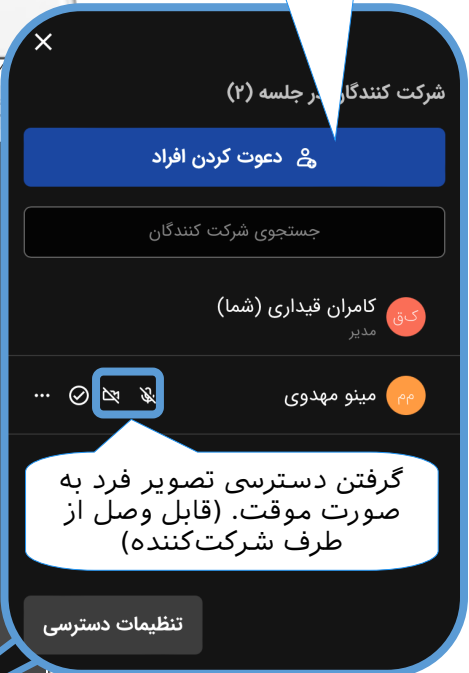 شرکت کنندگان در جلسه (۲)
دعوت کردن افراد
جستجوی شرکت کنندگان
ک‌ق
کامران قیداری (شما)
مدیر
م‌م
مینو مهدوی
گرفتن دسترسی تصویر فرد به
صورت موقت. (قابل وصل از
طرف شرکت‌کننده)
تنظیمات دسترسی